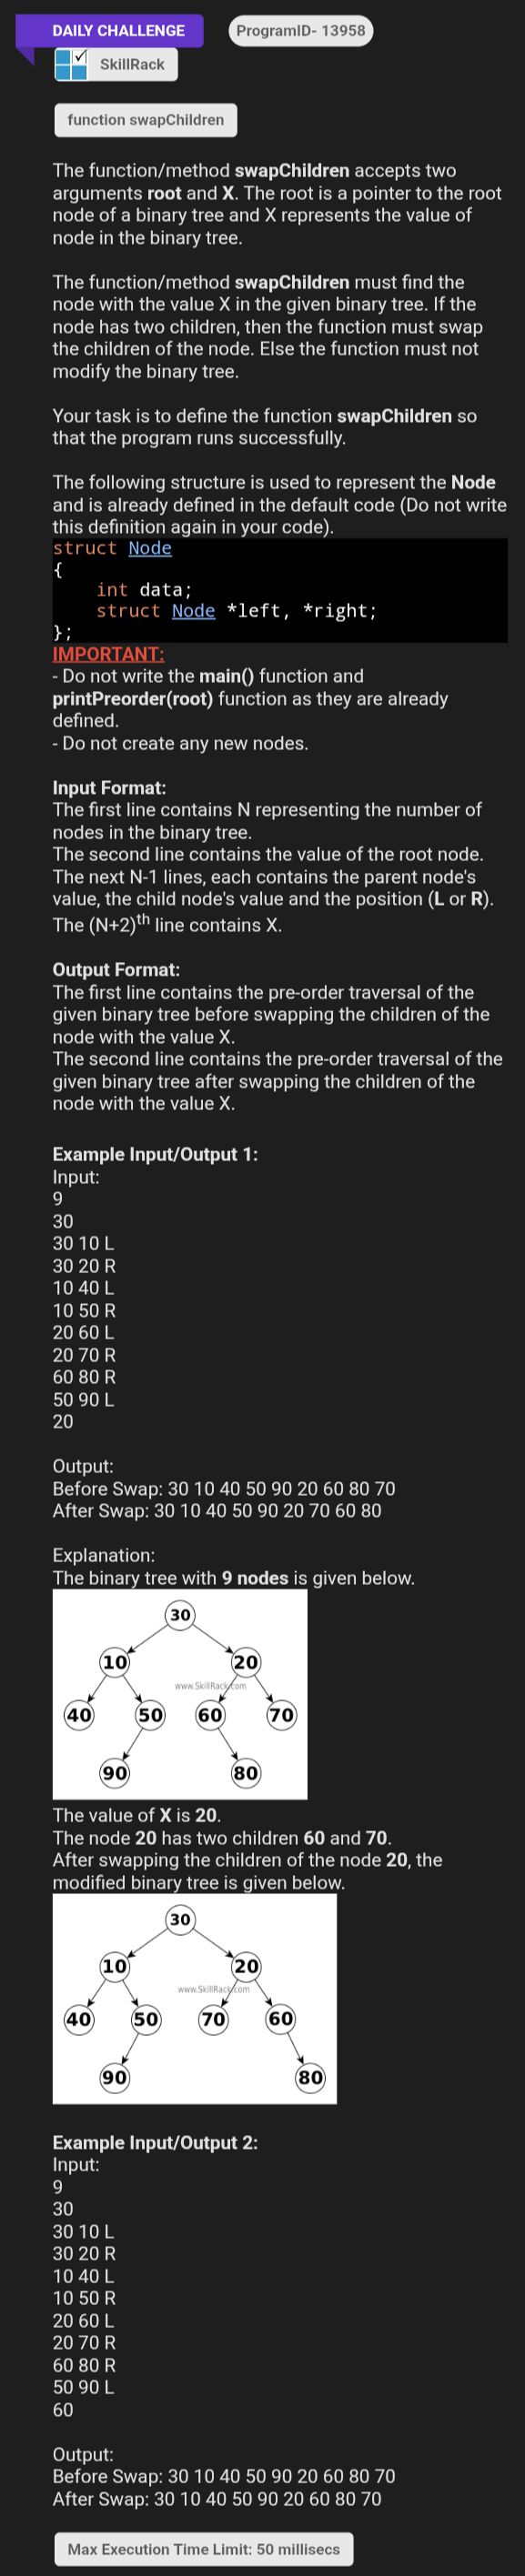 DAILY CHALLENGE
ProgramID- 13958
SkillRack
function swapChildren
The function/method swapChildren accepts two
arguments root and X. The root is a pointer to the root
node of a binary tree and X represents the value of
node in the binary tree.
The function/method swapChildren must find the
node with the value X in the given binary tree. If the
node has two children, then the function must swap
the children of the node. Else the function must not
modify the binary tree.
Your task is to define the function swapChildren so
that the program runs successfully.
The following structure is used to represent the Node
and is already defined in the default code (Do not write
this definition again in your code).
struct Node
{
int data;
struct Node *left, *right;
};
IMPORTANT:
- Do not write the main() function and
printPreorder(root) function as they are already
defined.
- Do not create any new nodes.
Input Format:
The first line contains N representing the number of
nodes in the binary tree.
The second line contains the value of the root node.
The next N-1 lines, each contains the parent node's
value, the child node's value and the position (L or R).
The (N+2)th line contains X.
Output Format:
The first line contains the pre-order traversal of the
given binary tree before swapping the children of the
node with the value X.
The second line contains the pre-order traversal of the
given binary tree after swapping the children of the
node with the value X.
Example Input/Output 1:
Input:
9
30
30 10 L
30 20 R
10 40 L
10 50 R
20 60 L
20 70 R
60 80 R
50 90 L
20
Output:
Before Swap: 30 10 40 50 90 20 60 80 70
After Swap: 30 10 40 50 90 20 70 60 80
Explanation:
The binary tree with 9 nodes is given below.
30
10 20
www.SkillRack.com
40 50 60 70
90 80
The value of X is 20.
The node 20 has two children 60 and 70.
After swapping the children of the node 20, the
modified binary tree is given below.
30
10 20
www.SkillRack.com
40 50 70 60
90 80
Example Input/Output 2:
Input:
9
30
30 10 L
30 20 R
10 40 L
10 50 R
20 60 L
20 70 R
60 80 R
50 90 L
60
Output:
Before Swap: 30 10 40 50 90 20 60 80 70
After Swap: 30 10 40 50 90 20 60 80 70
Max Execution Time Limit: 50 millisecs